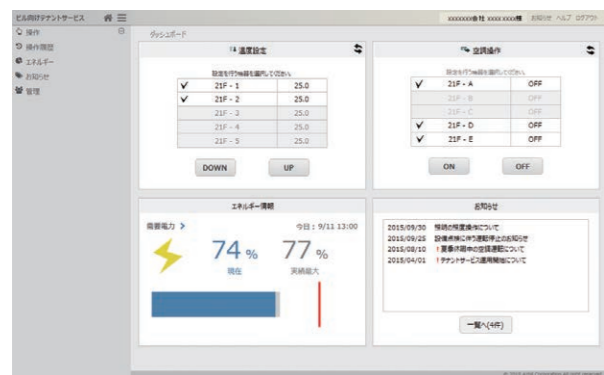 ビル向けテナントサービス
xxxxxxx会社 xxxx xxxx様 お知らせ ヘルプ ログアウト
操作
操作履歴
エネルギー
お知らせ
管理
ダッシュボード
温度設定
設定を行う機器を選択してください。
21F - 1 25.0
21F - 2 25.0
21F - 3 25.0
21F - 4 25.0
21F - 5 25.0
DOWN UP
空調操作
設定を行う機器を選択してください。
21F - A OFF
21F - B OFF
21F - C OFF
21F - D OFF
21F - E OFF
ON OFF
エネルギー情報
需要電力 今日 : 9/11 13:00
74 % 77 %
現在 実績最大
お知らせ
2015/09/30 照明の照度操作について
2015/09/25 設備点検に伴う運転停止のお知らせ
2015/08/10 ! 夏季休暇中の空調運転について
2015/04/01 ! テナントサービス運用開始について
一覧へ(4件)